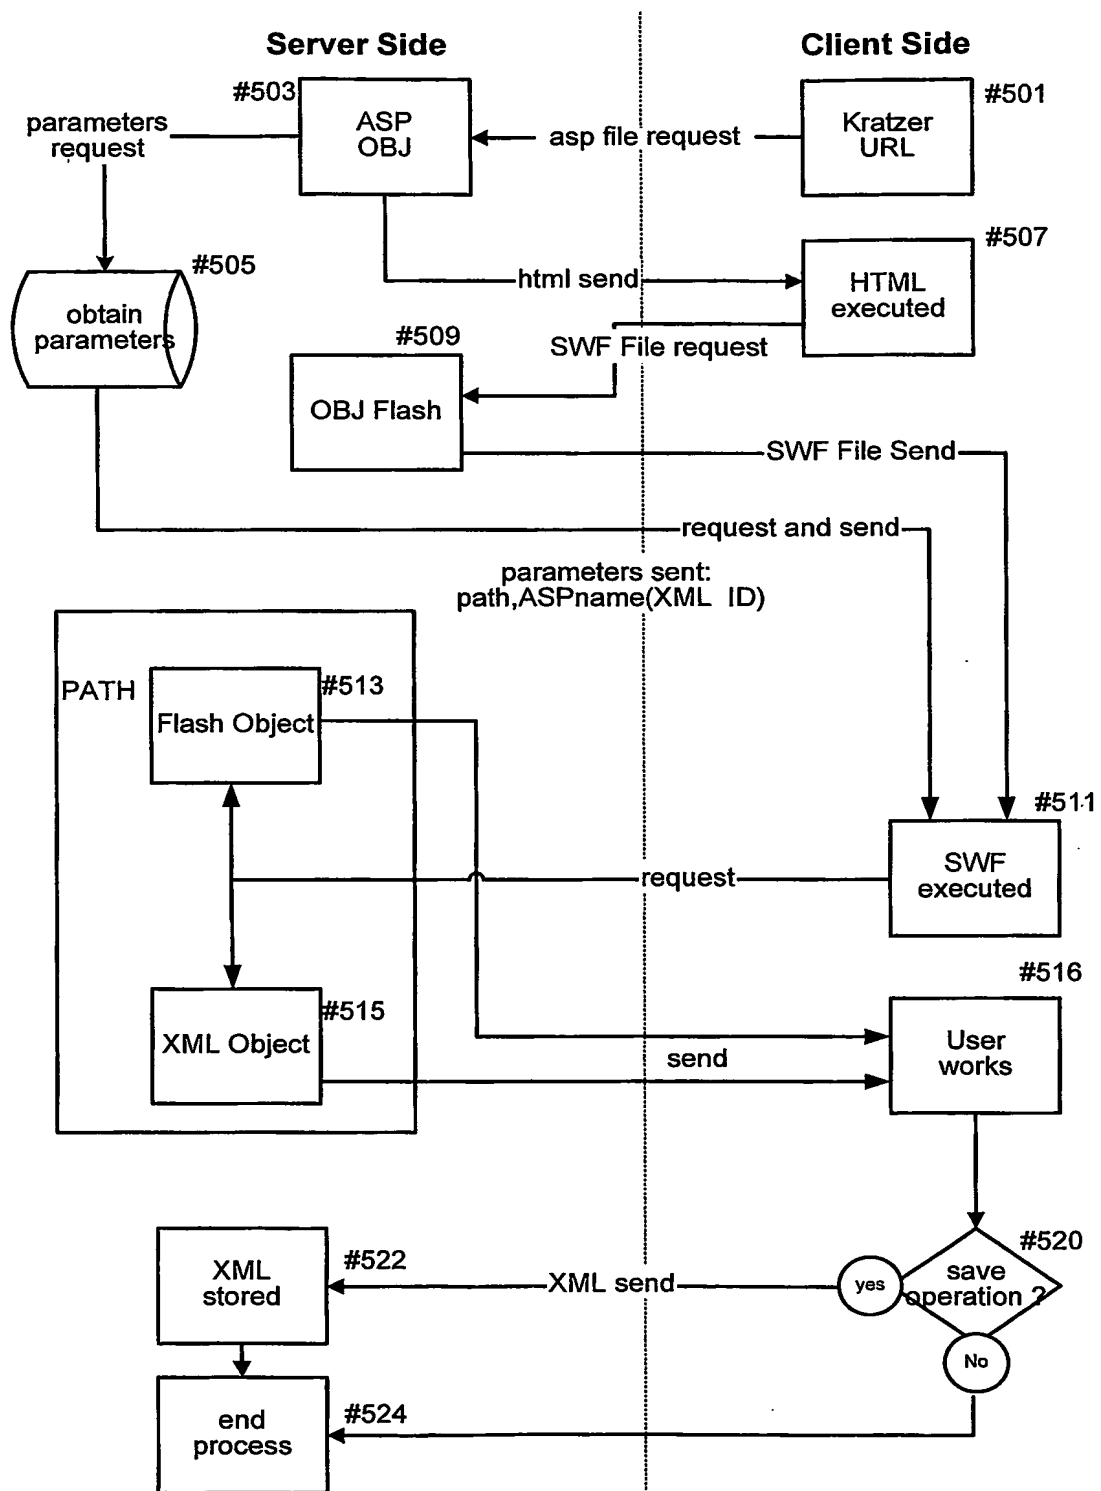 Server Side
Client Side
#503
ASP
OBJ
#501
Kratzer
URL
parameters
request
asp file request
#507
HTML
executed
html send
#505
obtain
parameters
SWF File request
#509
OBJ Flash
SWF File Send
request and send
parameters sent:
path,ASPname(XML ID)
PATH
#513
Flash Object
#511
SWF
executed
request
#515
XML Object
#516
User
works
send
#520
save
operation ?
yes
No
XML send
#522
XML
stored
#524
end
process